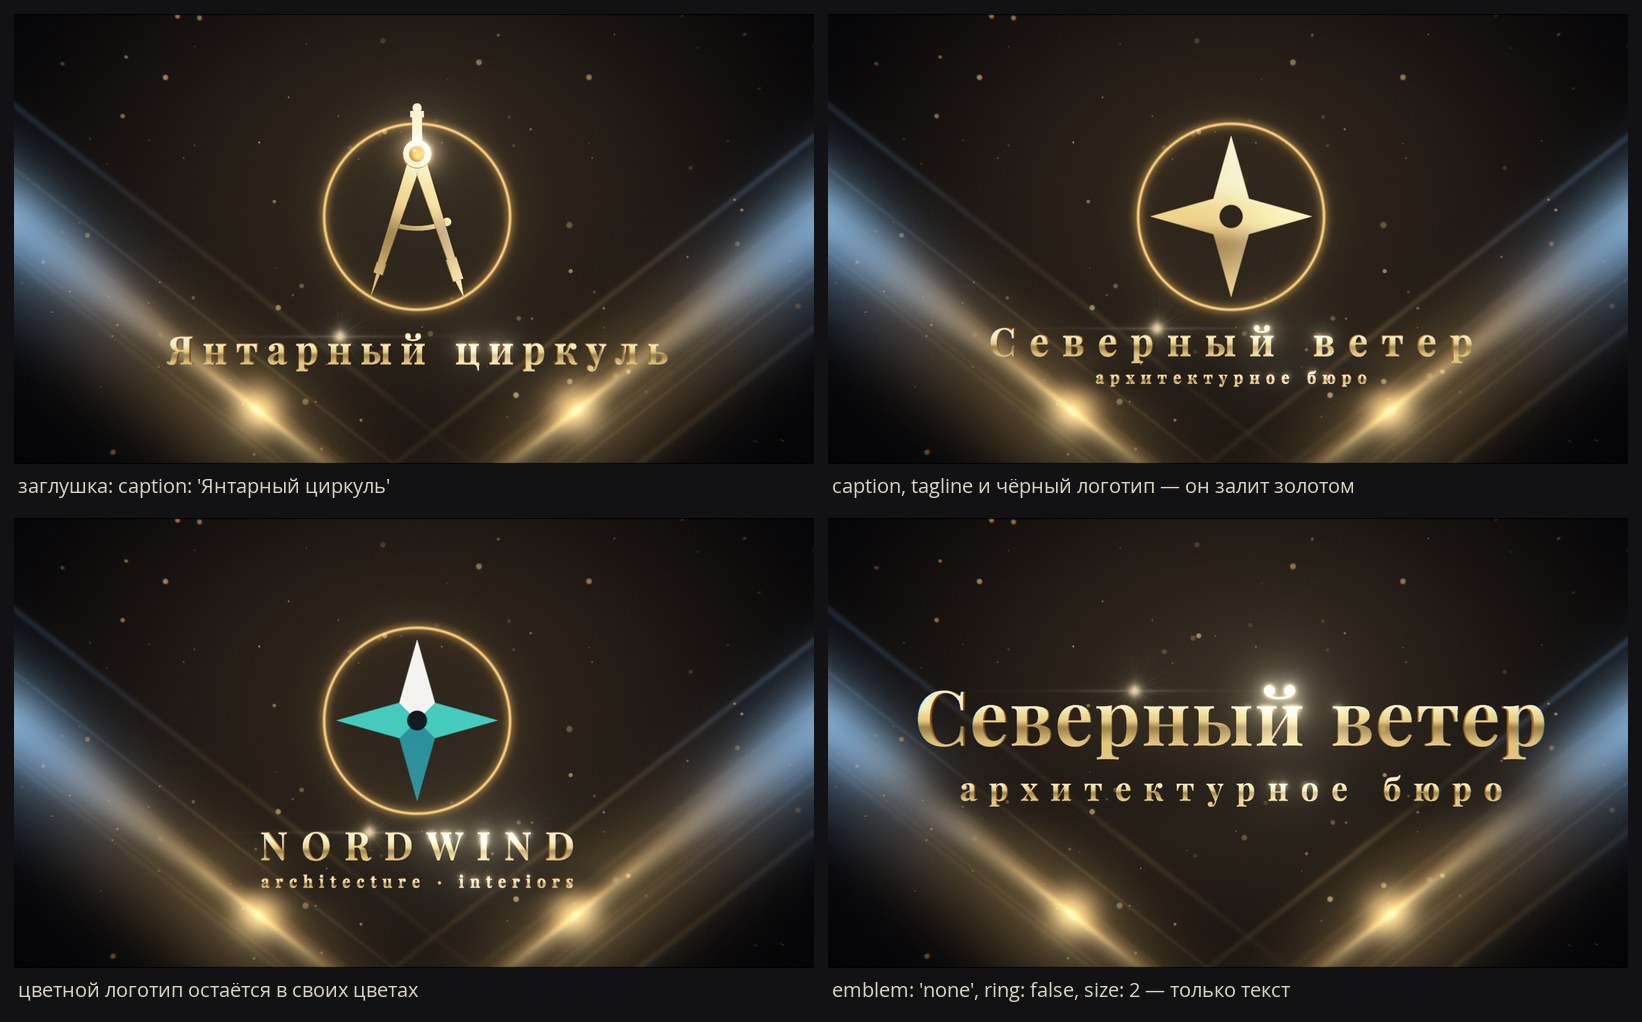 Янтарный циркуль
заглушка: caption: 'Янтарный циркуль'
Северный ветер
архитектурное бюро
caption, tagline и чёрный логотип — он залит золотом
NORDWIND
architecture · interiors
цветной логотип остаётся в своих цветах
Северный ветер
архитектурное бюро
emblem: 'none', ring: false, size: 2 — только текст